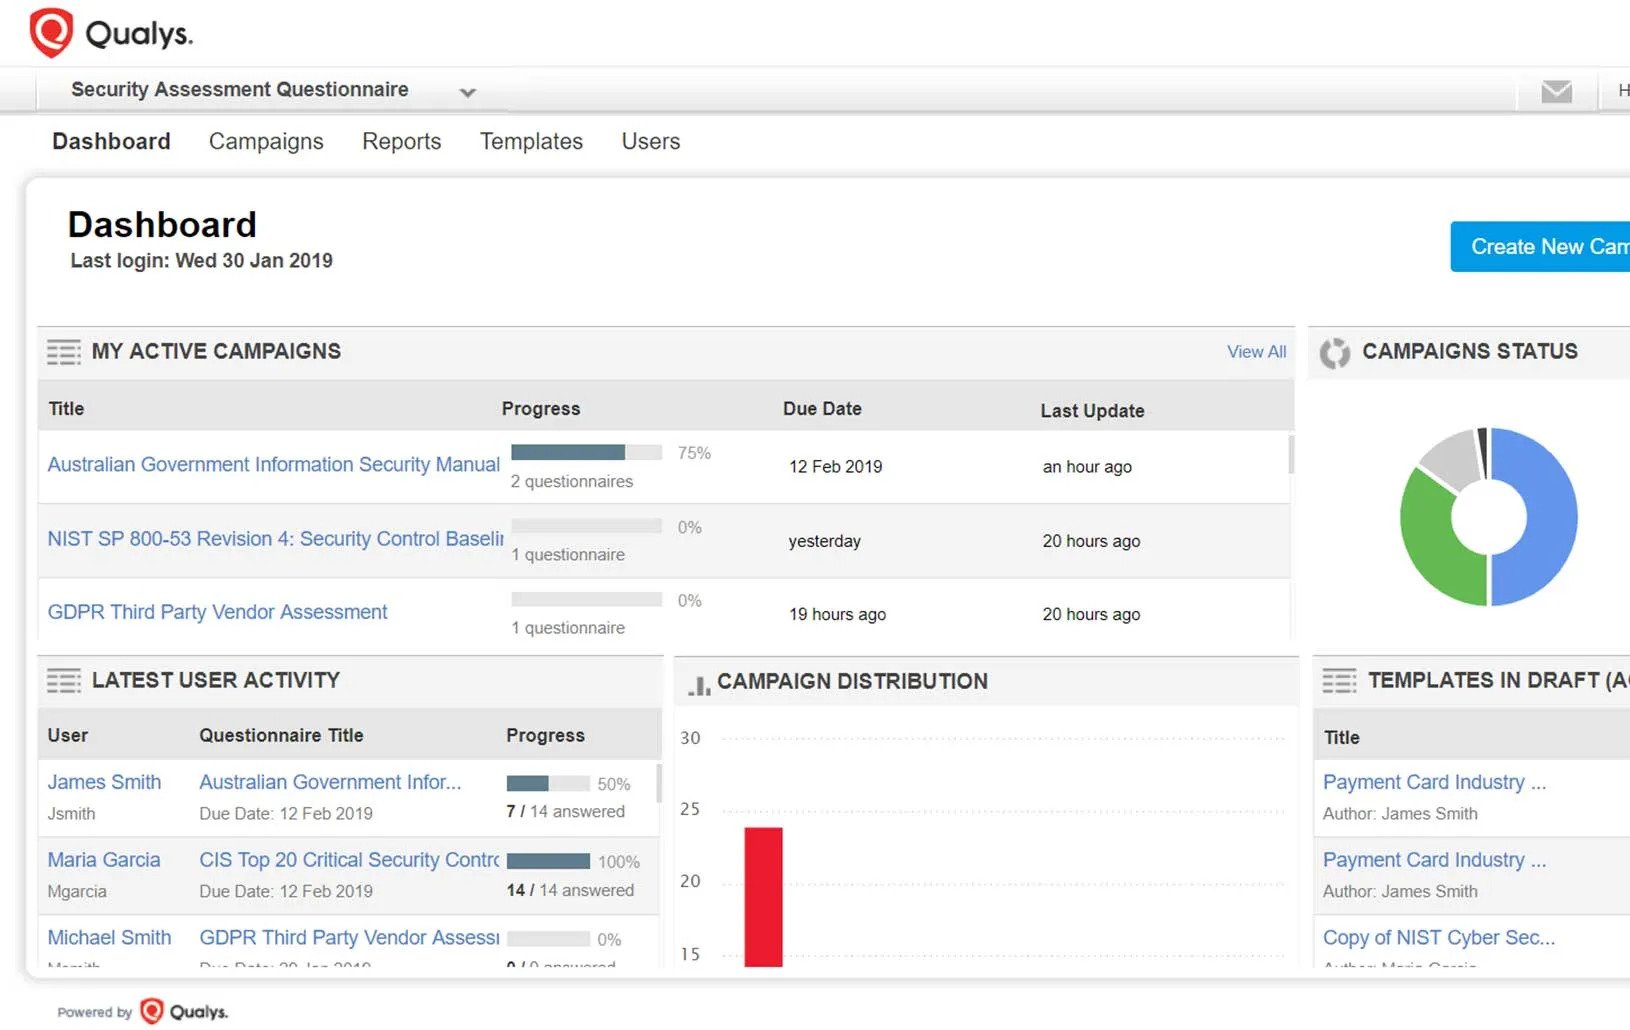 Qualys.
Security Assessment Questionnaire
H
Dashboard Campaigns Reports Templates Users
Dashboard
Last login: Wed 30 Jan 2019
Create New Cam
MY ACTIVE CAMPAIGNS View All
Title Progress Due Date Last Update
Australian Government Information Security Manual 75% 12 Feb 2019 an hour ago
2 questionnaires
NIST SP 800-53 Revision 4: Security Control Baselin 0% yesterday 20 hours ago
1 questionnaire
GDPR Third Party Vendor Assessment 0% 19 hours ago 20 hours ago
1 questionnaire
CAMPAIGNS STATUS
LATEST USER ACTIVITY
User Questionnaire Title Progress
James Smith Australian Government Infor... 50%
Jsmith Due Date: 12 Feb 2019 7 / 14 answered
Maria Garcia CIS Top 20 Critical Security Contro 100%
Mgarcia Due Date: 12 Feb 2019 14 / 14 answered
Michael Smith GDPR Third Party Vendor Assessi 0%
CAMPAIGN DISTRIBUTION
30
25
20
15
TEMPLATES IN DRAFT (A
Title
Payment Card Industry ...
Author: James Smith
Payment Card Industry ...
Author: James Smith
Copy of NIST Cyber Sec...
Powered by Qualys.